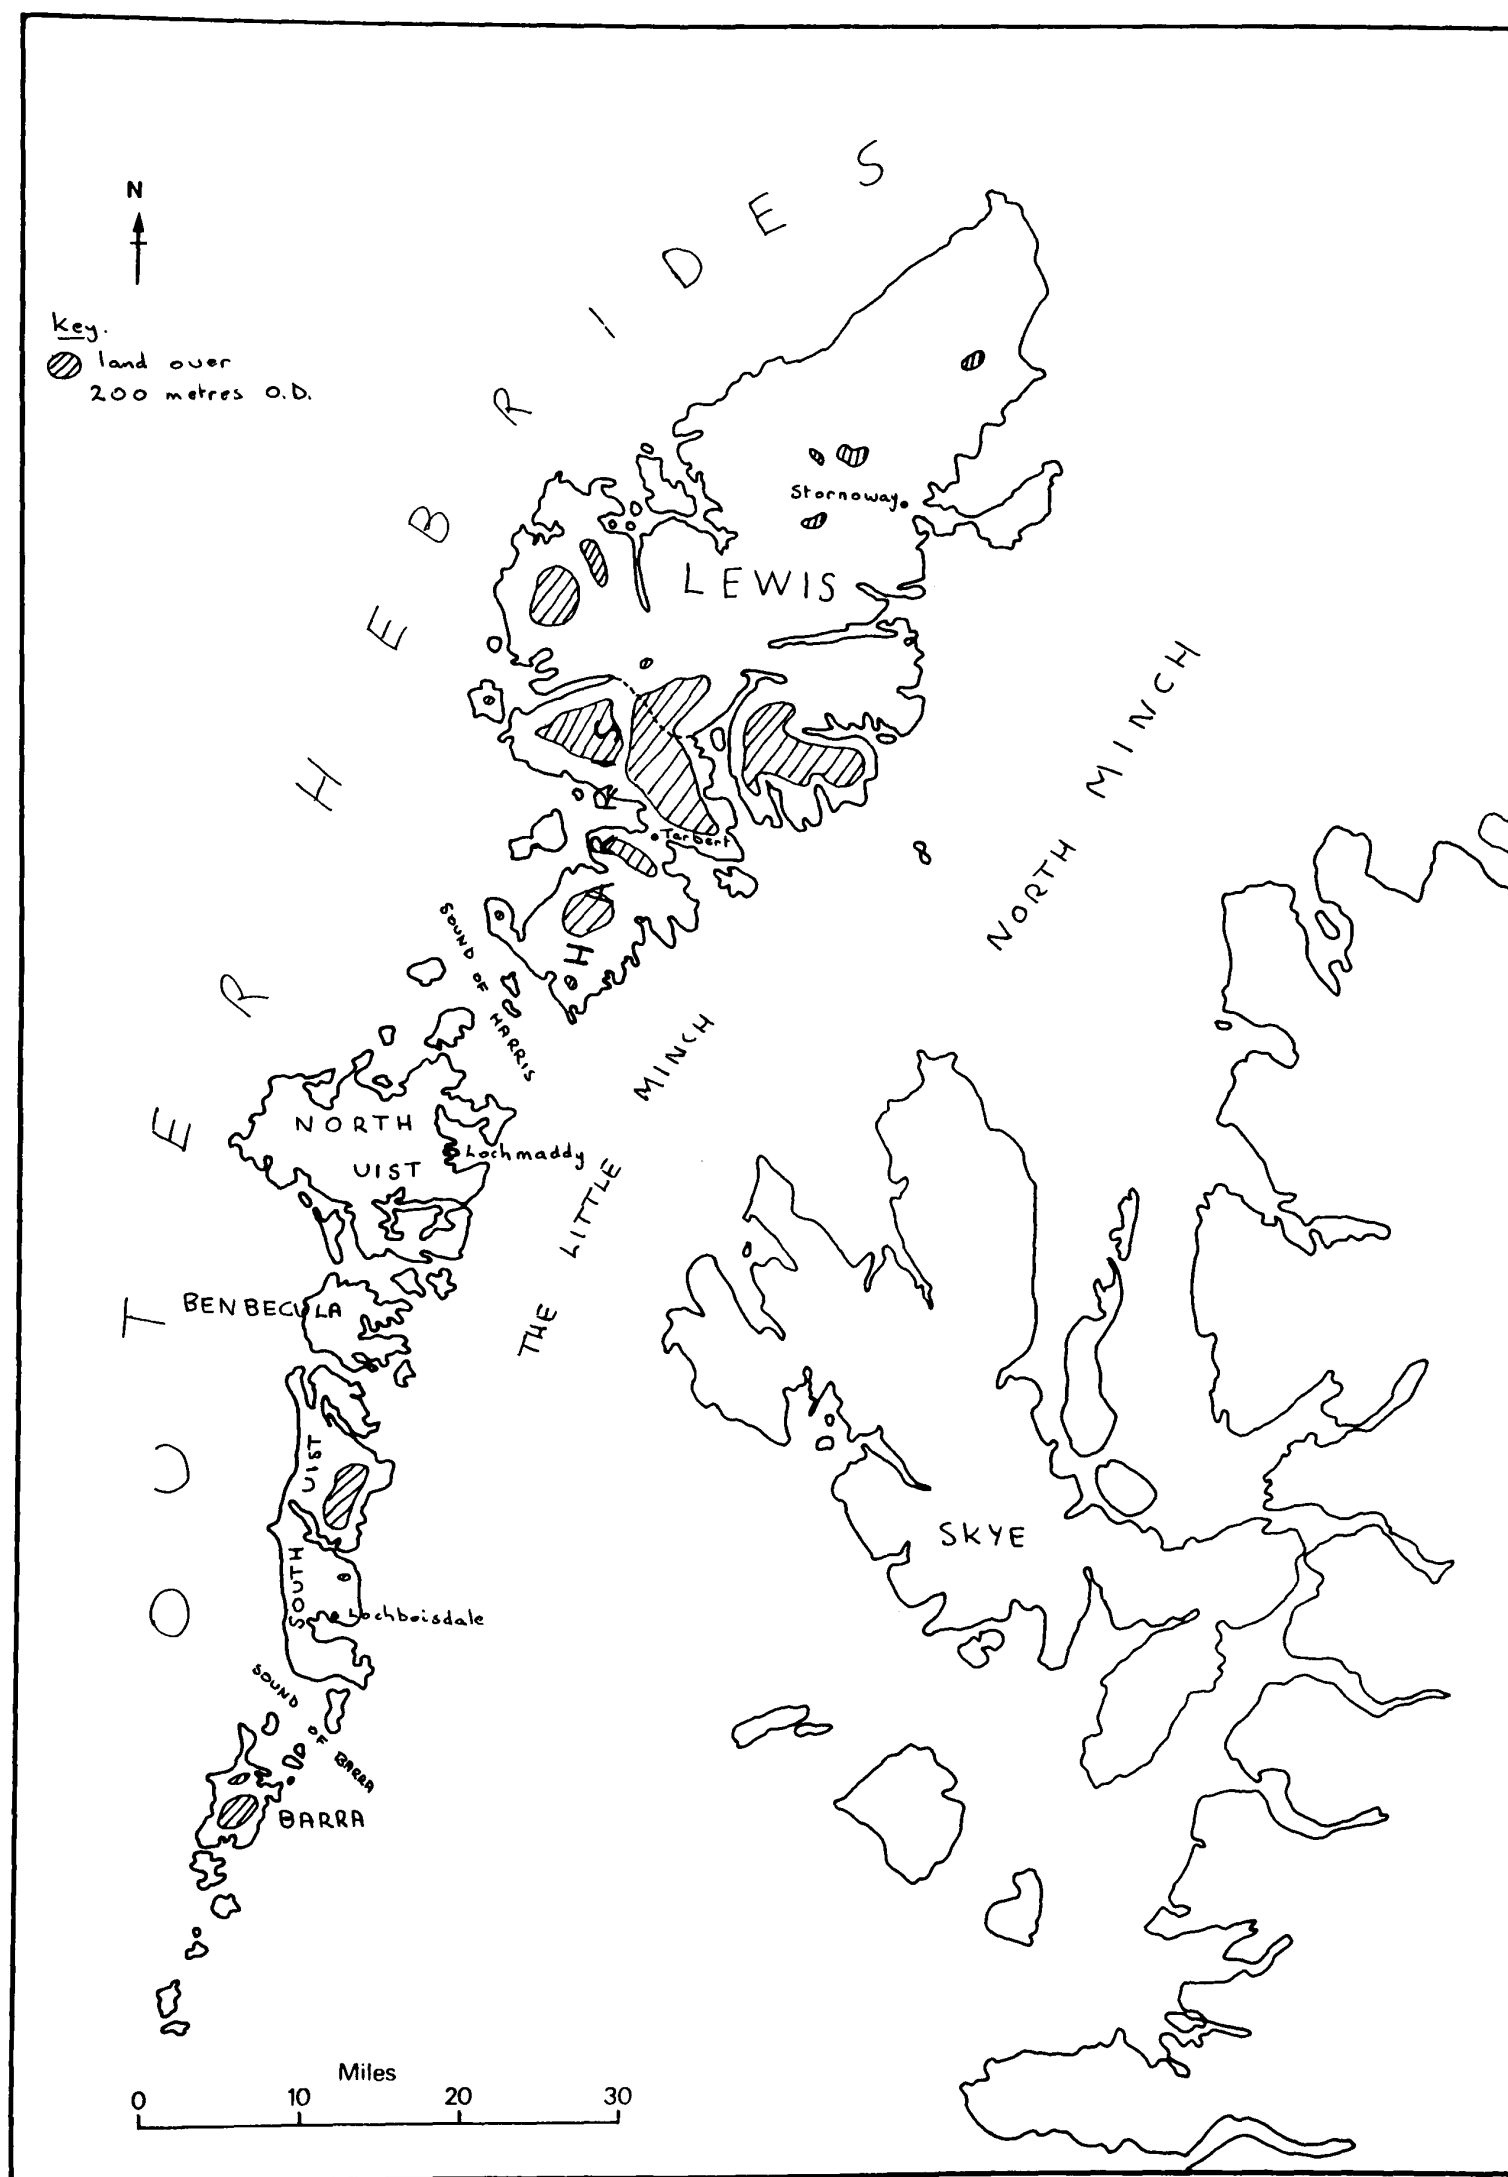 N
Key.
land over
200 metres O.D.
OUTER HEBRIDES
Stornoway
LEWIS
HARRIS
Tarbert
NORTH MINCH
SOUND OF HARRIS
THE LITTLE MINCH
NORTH
UIST
Lochmaddy
BENBECULA
SOUTH UIST
Lochboisdale
SKYE
SOUND OF BARRA
BARRA
Miles
0 10 20 30